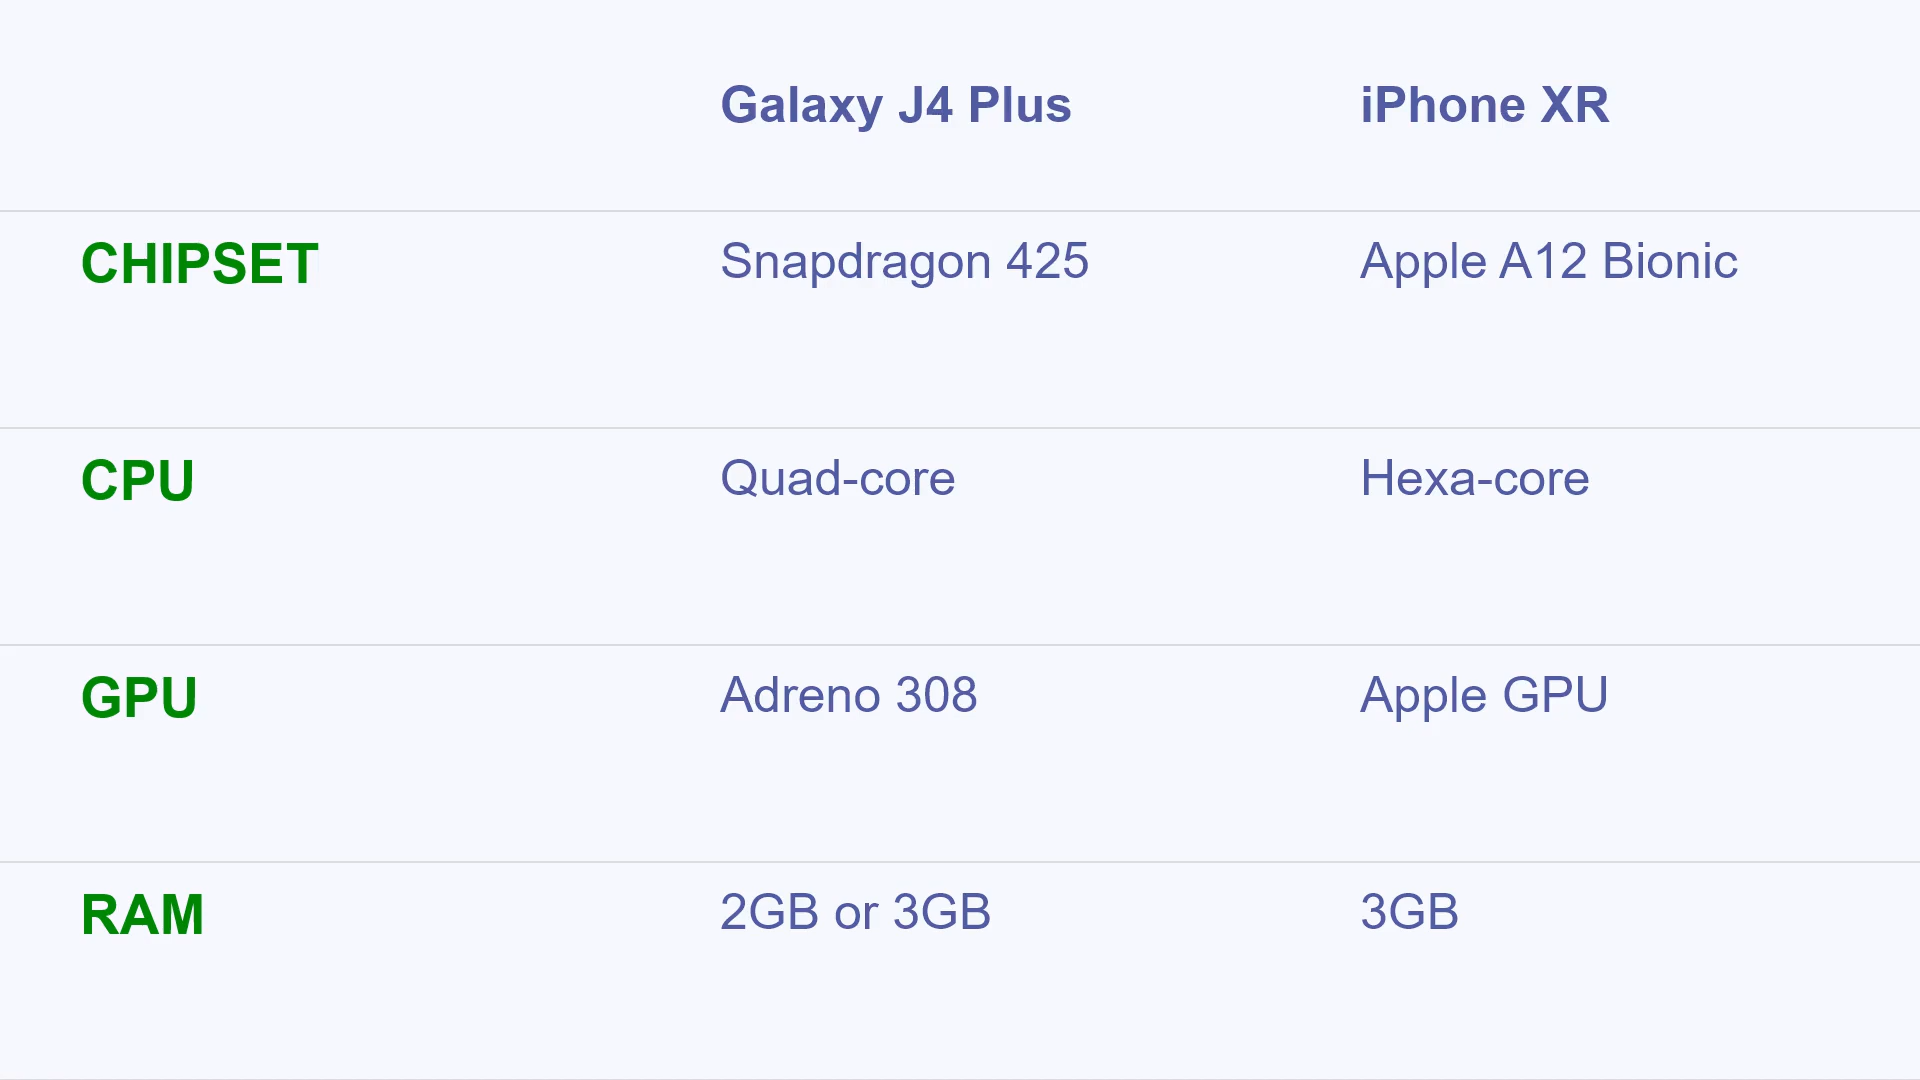 Galaxy J4 Plus iPhone XR
CHIPSET Snapdragon 425 Apple A12 Bionic
CPU Quad-core Hexa-core
GPU Adreno 308 Apple GPU
RAM 2GB or 3GB 3GB